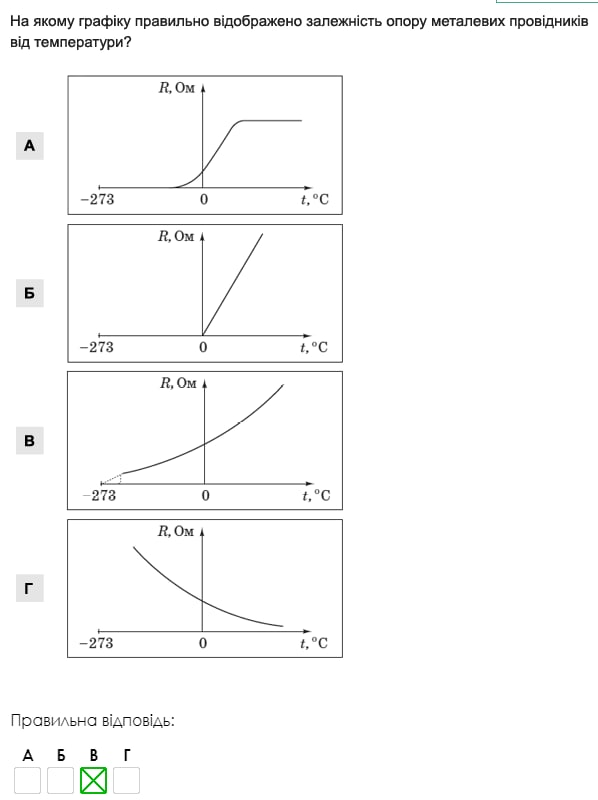 На якому графіку правильно відображено залежність опору металевих провідників
від температури?
А
R, Ом
−273 0 t, °C
Б
R, Ом
−273 0 t, °C
В
R, Ом
−273 0 t, °C
Г
R, Ом
−273 0 t, °C
Правильна відповідь:
А Б В Г